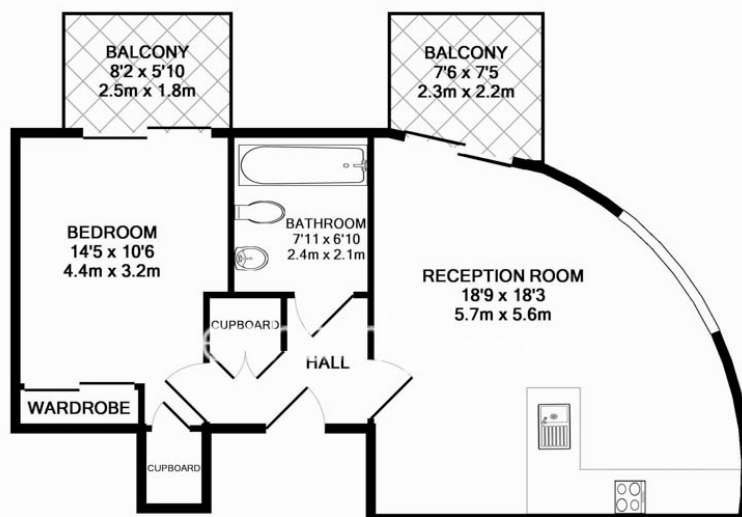 BALCONY
8'2 x 5'10
2.5m x 1.8m
BALCONY
7'6 x 7'5
2.3m x 2.2m
BEDROOM
14'5 x 10'6
4.4m x 3.2m
BATHROOM
7'11 x 6'10
2.4m x 2.1m
RECEPTION ROOM
18'9 x 18'3
5.7m x 5.6m
CUPBOARD
HALL
WARDROBE
CUPBOARD